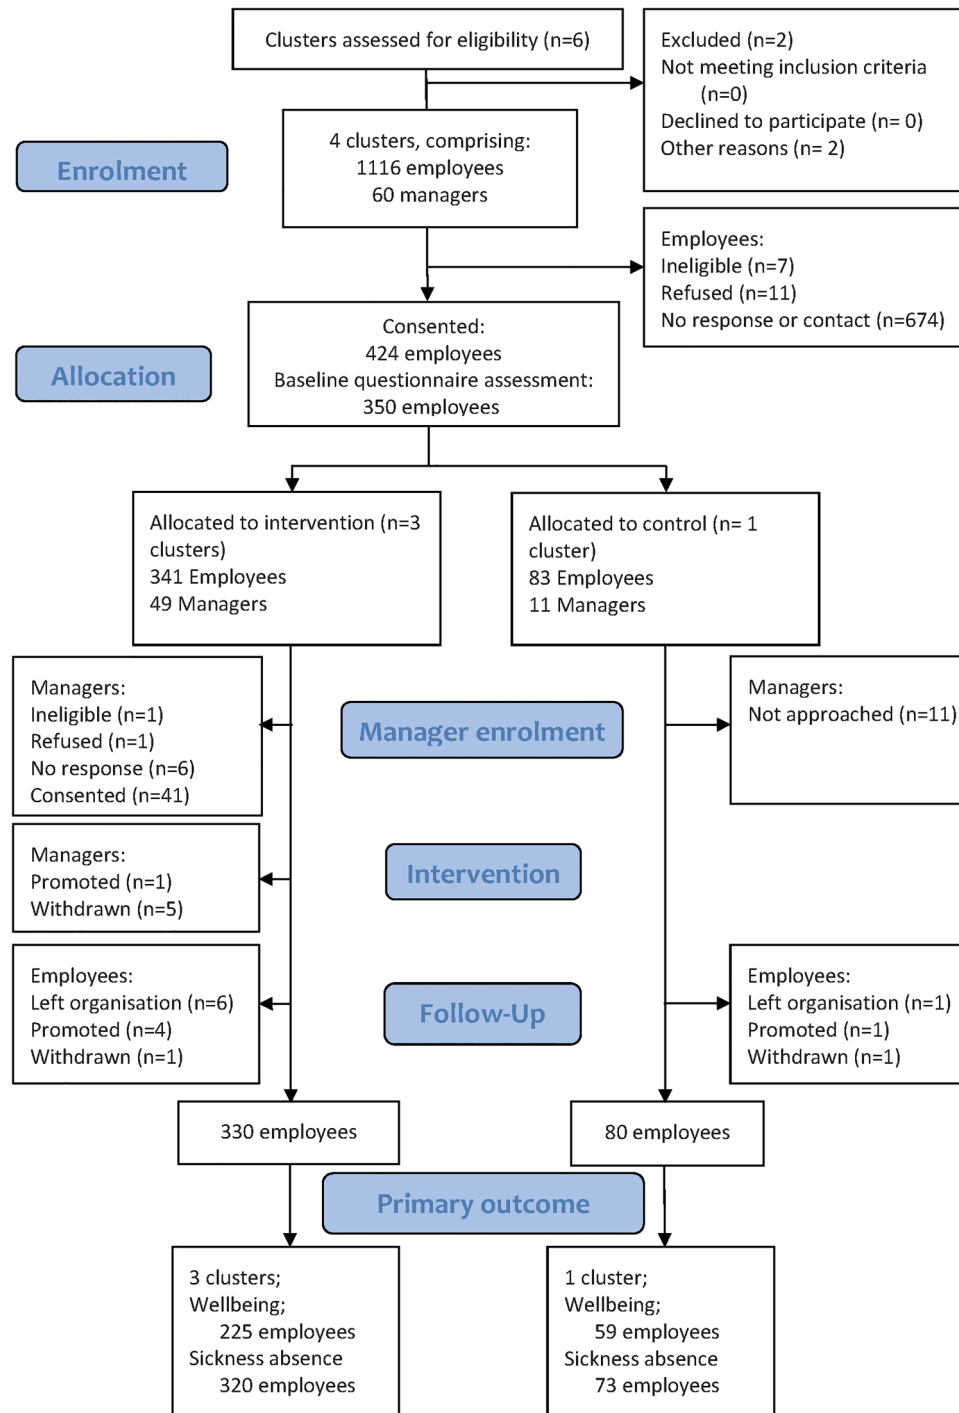 Clusters assessed for eligibility (n=6)
Excluded (n=2)
Not meeting inclusion criteria
(n=0)
Declined to participate (n= 0)
Other reasons (n= 2)
4 clusters, comprising:
1116 employees
60 managers
Enrolment
Employees:
Ineligible (n=7)
Refused (n=11)
No response or contact (n=674)
Consented:
424 employees
Baseline questionnaire assessment:
350 employees
Allocation
Allocated to intervention (n=3
clusters)
341 Employees
49 Managers
Allocated to control (n= 1
cluster)
83 Employees
11 Managers
Managers:
Ineligible (n=1)
Refused (n=1)
No response (n=6)
Consented (n=41)
Manager enrolment
Managers:
Not approached (n=11)
Managers:
Promoted (n=1)
Withdrawn (n=5)
Intervention
Employees:
Left organisation (n=6)
Promoted (n=4)
Withdrawn (n=1)
Follow-Up
Employees:
Left organisation (n=1)
Promoted (n=1)
Withdrawn (n=1)
330 employees
80 employees
Primary outcome
3 clusters;
Wellbeing;
225 employees
Sickness absence
320 employees
1 cluster;
Wellbeing;
59 employees
Sickness absence
73 employees